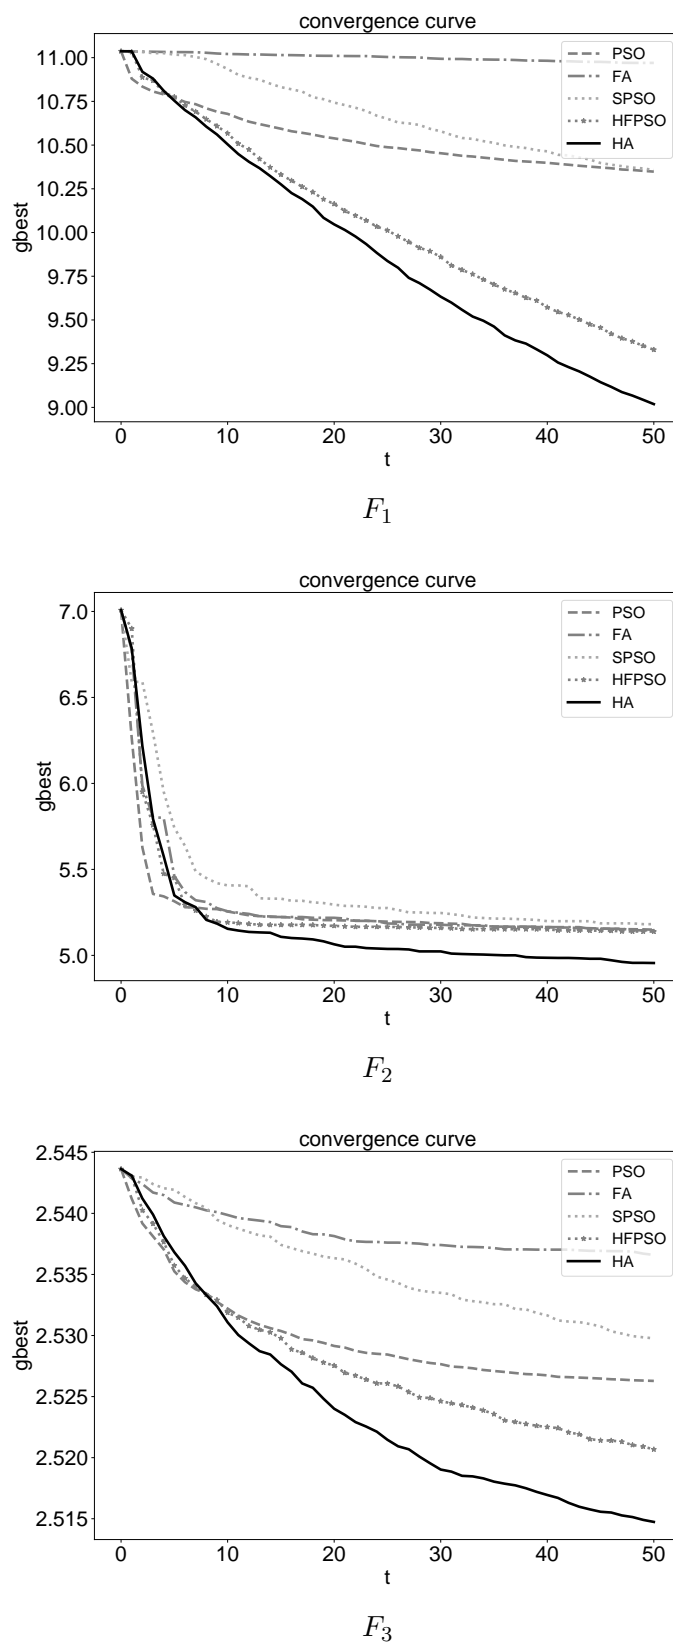 convergence curve
11.00
10.75
10.50
10.25
10.00
9.75
9.50
9.25
9.00
gbest
PSO
FA
SPSO
HFPSO
HA
0 10 20 30 40 50
t
F1
convergence curve
7.0
6.5
6.0
5.5
5.0
gbest
PSO
FA
SPSO
HFPSO
HA
0 10 20 30 40 50
t
F2
convergence curve
2.545
2.540
2.535
2.530
2.525
2.520
2.515
gbest
PSO
FA
SPSO
HFPSO
HA
0 10 20 30 40 50
t
F3